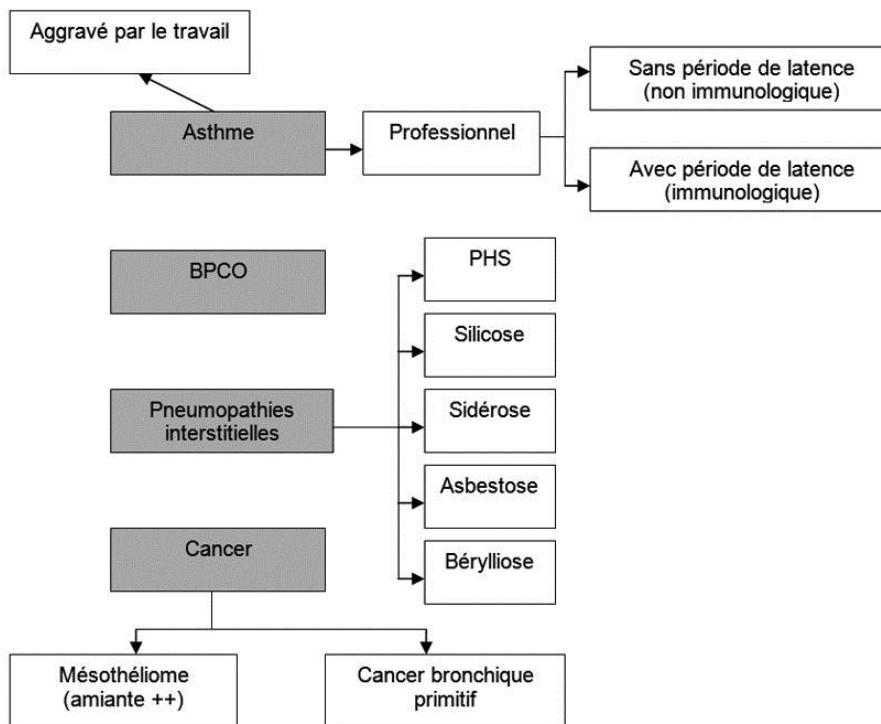 Aggravé par le travail
Asthme
Professionnel
Sans période de latence
(non immunologique)
Avec période de latence
(immunologique)
BPCO
PHS
Silicose
Pneumopathies
interstitielles
Sidérose
Asbestose
Cancer
Bérylliose
Mésothéliome
(amiante ++)
Cancer bronchique
primitif